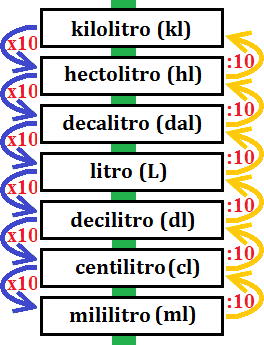 kilolitro (kl)
x10 :10
hectolitro (hl)
x10 :10
decalitro (dal)
x10 :10
litro (L)
x10 :10
decilitro (dl)
x10 :10
centilitro (cl)
x10 :10
mililitro (ml)